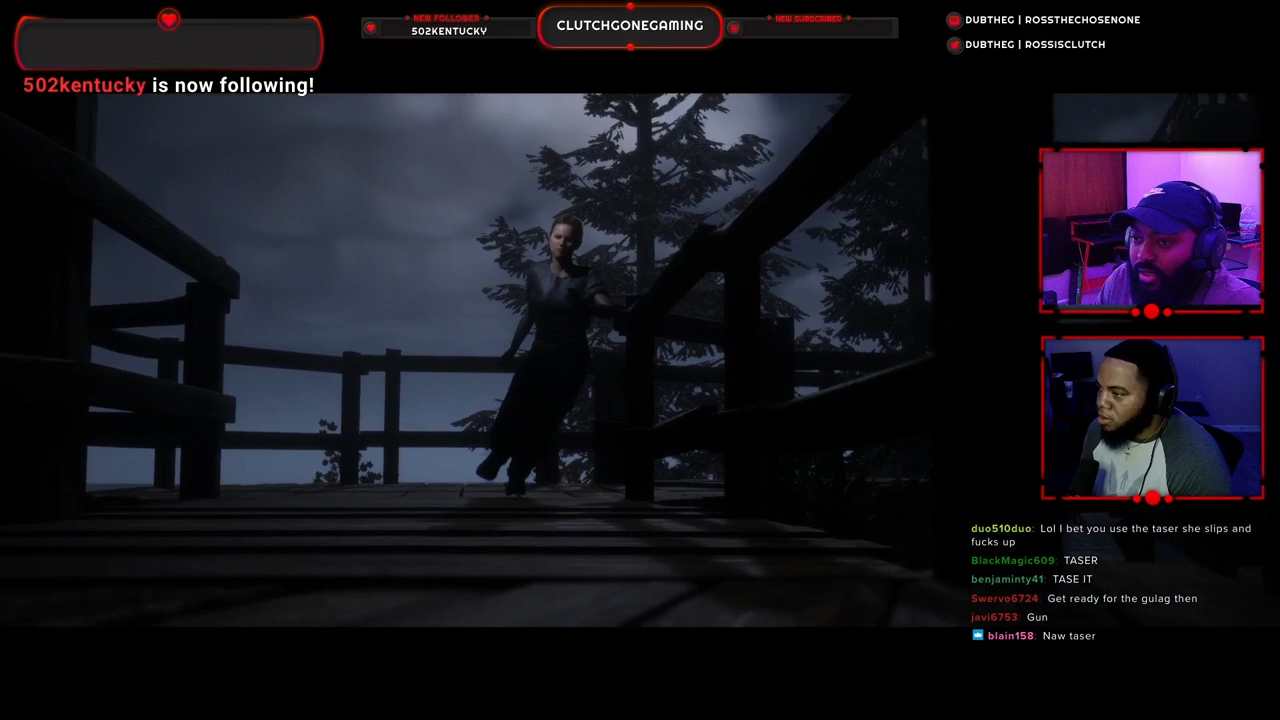 NEW FOLLOWER
502KENTUCKY
CLUTCHGONEGAMING
NEW SUBSCRIBER
DUBTHEG | ROSSTHECHOSENONE
DUBTHEG | ROSSISCLUTCH
502kentucky is now following!
duo510duo: Lol I bet you use the taser she slips and
fucks up
BlackMagic609: TASER
benjaminty41: TASE IT
Swervo6724: Get ready for the gulag then
javi6753: Gun
blain158: Naw taser